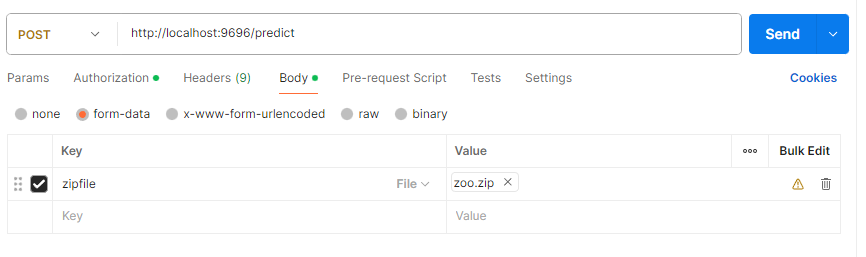 POST http://localhost:9696/predict Send
Params Authorization Headers (9) Body Pre-request Script Tests Settings Cookies
none form-data x-www-form-urlencoded raw binary
Key Value Bulk Edit
zipfile File zoo.zip
Key Value